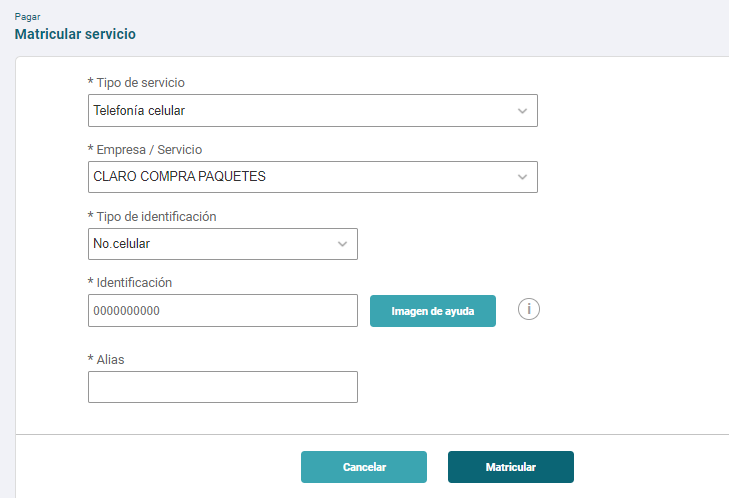 Pagar
Matricular servicio
* Tipo de servicio
Telefonía celular
* Empresa / Servicio
CLARO COMPRA PAQUETES
* Tipo de identificación
No.celular
* Identificación
0000000000
Imagen de ayuda
i
* Alias
Cancelar
Matricular